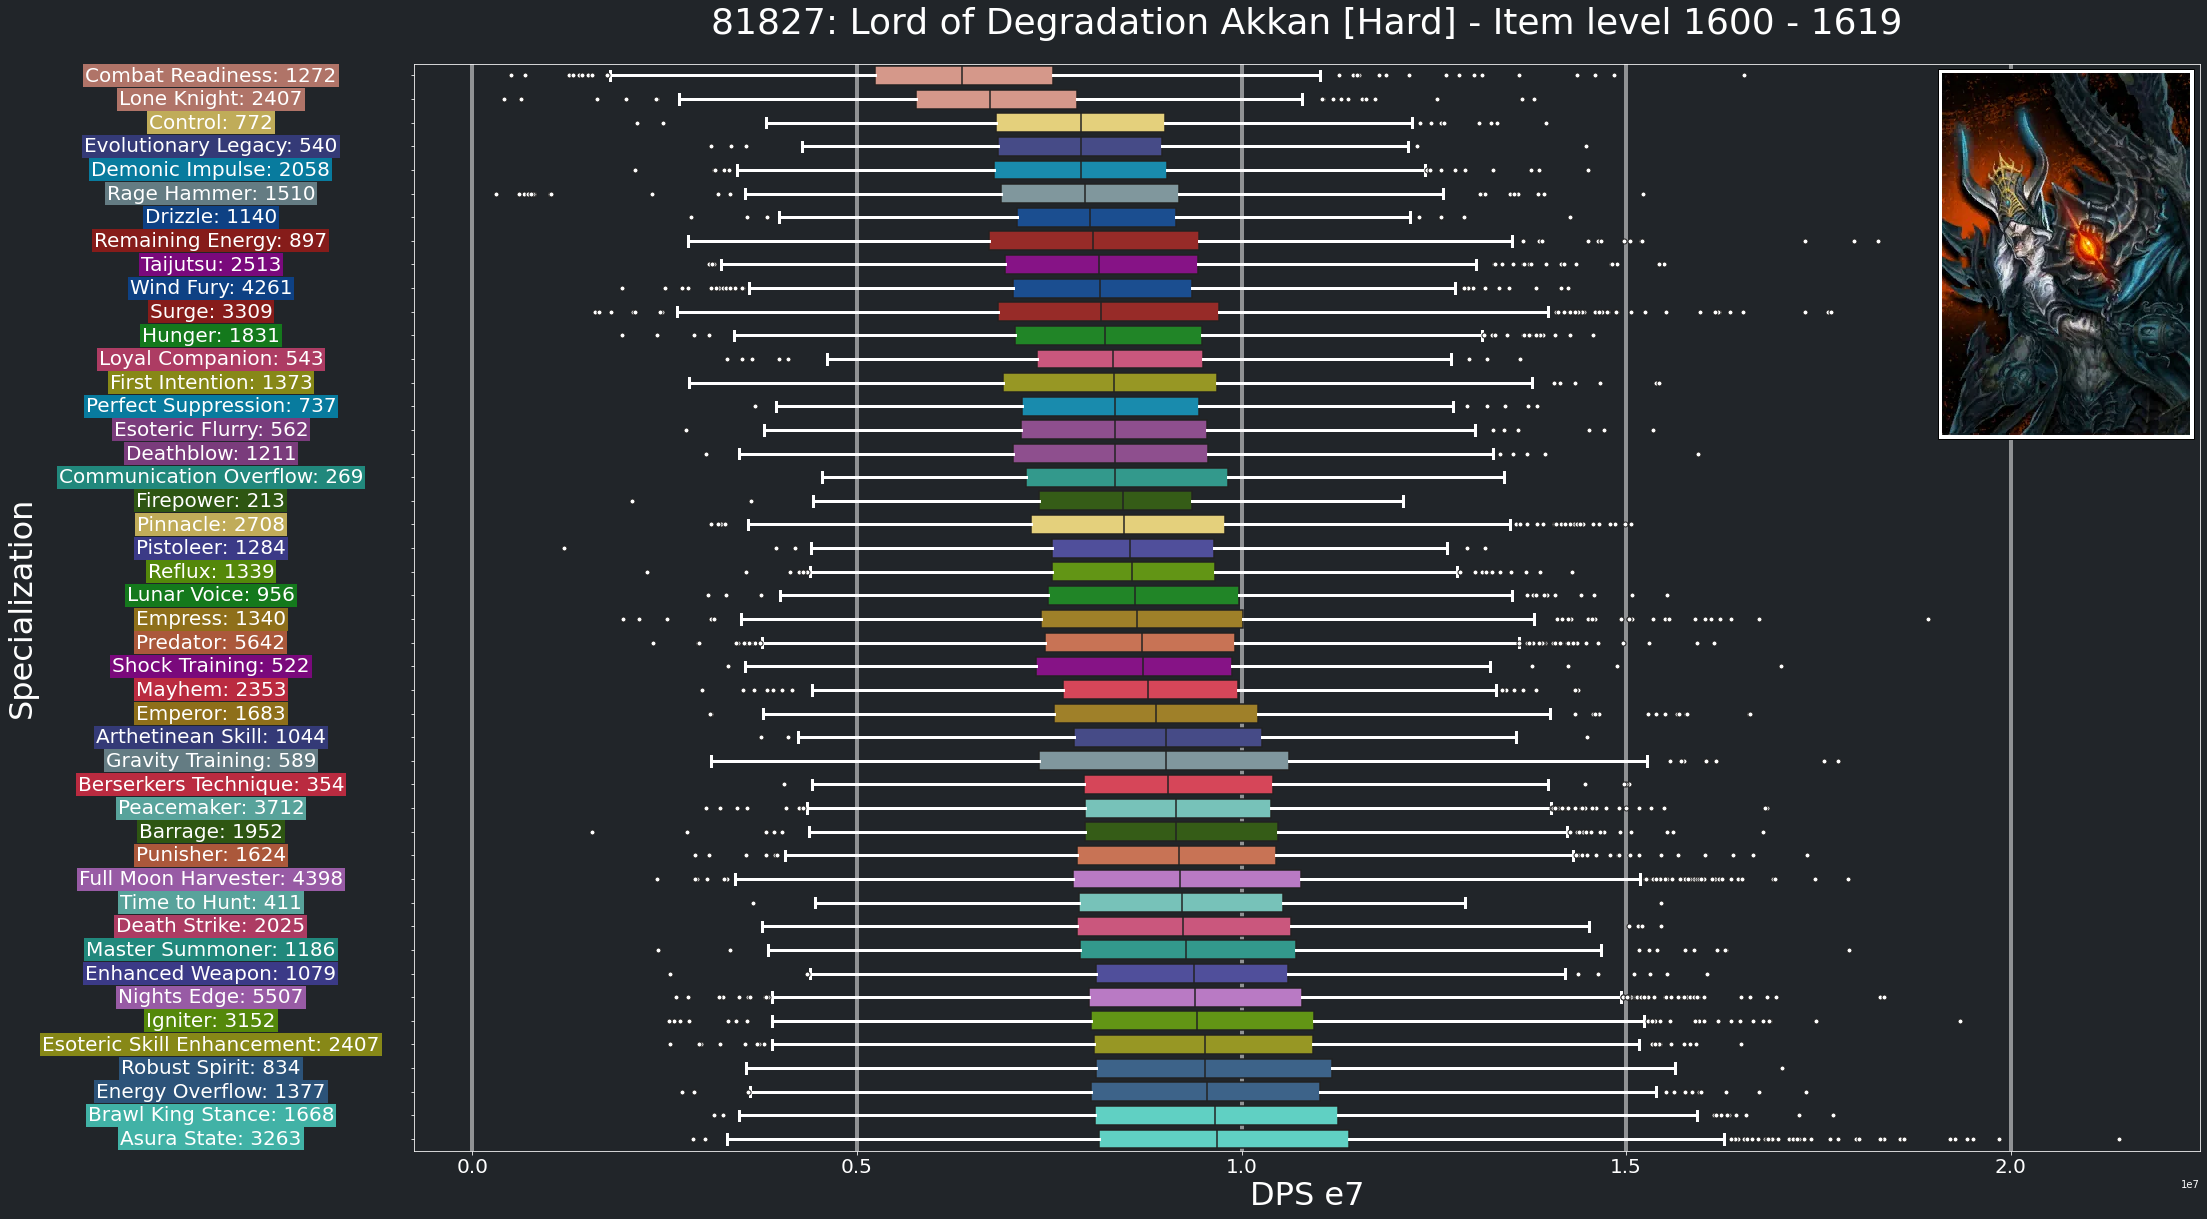 81827: Lord of Degradation Akkan [Hard] - Item level 1600 - 1619
Combat Readiness: 1272
Lone Knight: 2407
Control: 772
Evolutionary Legacy: 540
Demonic Impulse: 2058
Rage Hammer: 1510
Drizzle: 1140
Remaining Energy: 897
Taijutsu: 2513
Wind Fury: 4261
Surge: 3309
Hunger: 1831
Loyal Companion: 543
First Intention: 1373
Perfect Suppression: 737
Esoteric Flurry: 562
Deathblow: 1211
Communication Overflow: 269
Firepower: 213
Pinnacle: 2708
Pistoleer: 1284
Reflux: 1339
Lunar Voice: 956
Empress: 1340
Predator: 5642
Shock Training: 522
Mayhem: 2353
Emperor: 1683
Arthetinean Skill: 1044
Gravity Training: 589
Berserkers Technique: 354
Peacemaker: 3712
Barrage: 1952
Punisher: 1624
Full Moon Harvester: 4398
Time to Hunt: 411
Death Strike: 2025
Master Summoner: 1186
Enhanced Weapon: 1079
Nights Edge: 5507
Igniter: 3152
Esoteric Skill Enhancement: 2407
Robust Spirit: 834
Energy Overflow: 1377
Brawl King Stance: 1668
Asura State: 3263
Specialization
0.0 0.5 1.0 1.5 2.0
DPS e7
1e7